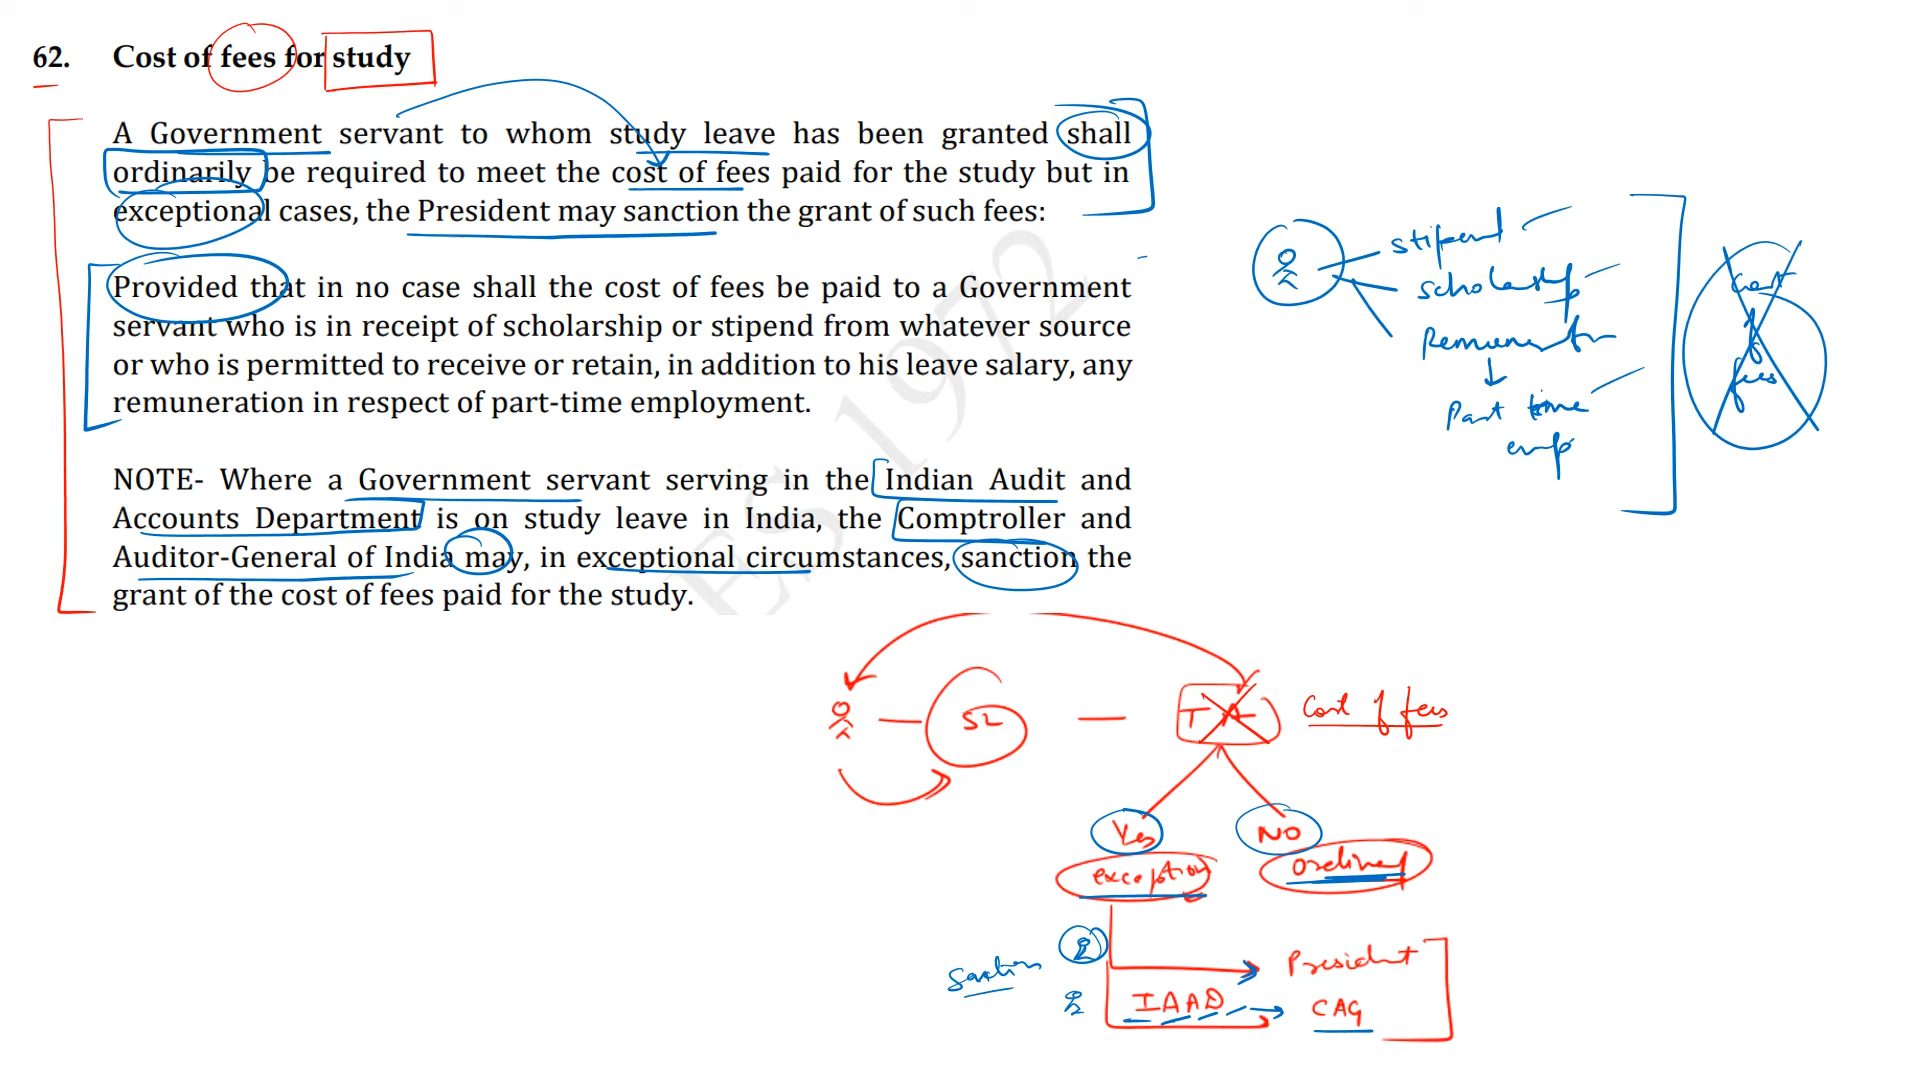 62. Cost of fees for study
A Government servant to whom study leave has been granted shall
ordinarily be required to meet the cost of fees paid for the study but in
exceptional cases, the President may sanction the grant of such fees:
Provided that in no case shall the cost of fees be paid to a Government
servant who is in receipt of scholarship or stipend from whatever source
or who is permitted to receive or retain, in addition to his leave salary, any
remuneration in respect of part-time employment.
NOTE- Where a Government servant serving in the Indian Audit and
Accounts Department is on study leave in India, the Comptroller and
Auditor-General of India may, in exceptional circumstances, sanction the
grant of the cost of fees paid for the study.
stipend
scholarship
Part time
emp
of
fees
SL
TA
Cost of fees
Yes
NO
exception
President
IAAD
CAG
1972